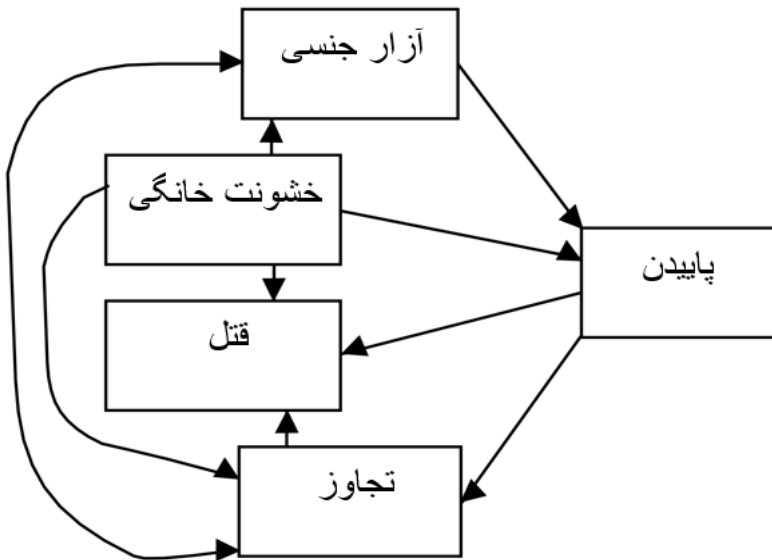 آزار جنسی
خشونت خانگی
پاییدن
قتل
تجاوز